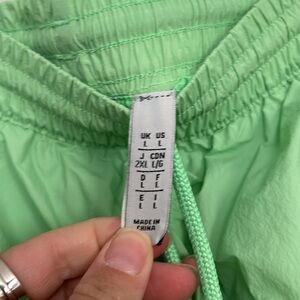 UK US
L L
J CDN
2XL L/G
D F
L L
E I
L L
MADE IN
CHINA